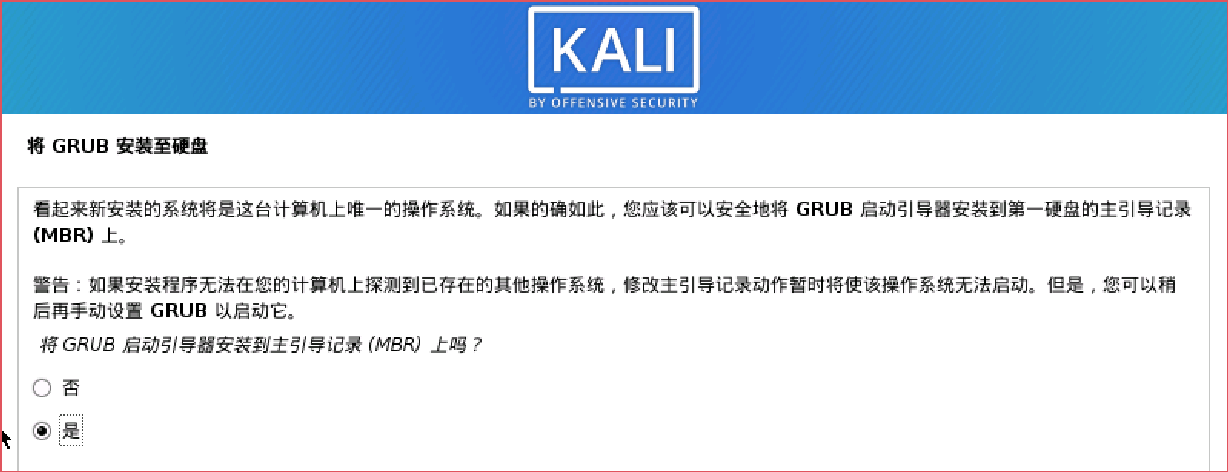 KALI
BY OFFENSIVE SECURITY
将 GRUB 安装至硬盘
看起来新安装的系统将是这台计算机上唯一的操作系统。如果的确如此，您应该可以安全地将 GRUB 启动引导器安装到第一硬盘的主引导记录
(MBR) 上。
警告：如果安装程序无法在您的计算机上探测到已存在的其他操作系统，修改主引导记录动作暂时将使该操作系统无法启动。但是，您可以稍
后再手动设置 GRUB 以启动它。
将 GRUB 启动引导器安装到主引导记录 (MBR) 上吗？
否
是